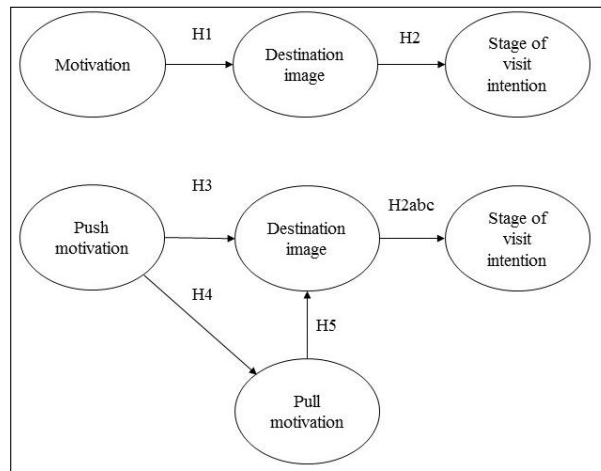 H1
H2
Motivation
Destination
image
Stage of
visit
intention
H3
H2abc
Push
motivation
Destination
image
Stage of
visit
intention
H4
H5
Pull
motivation